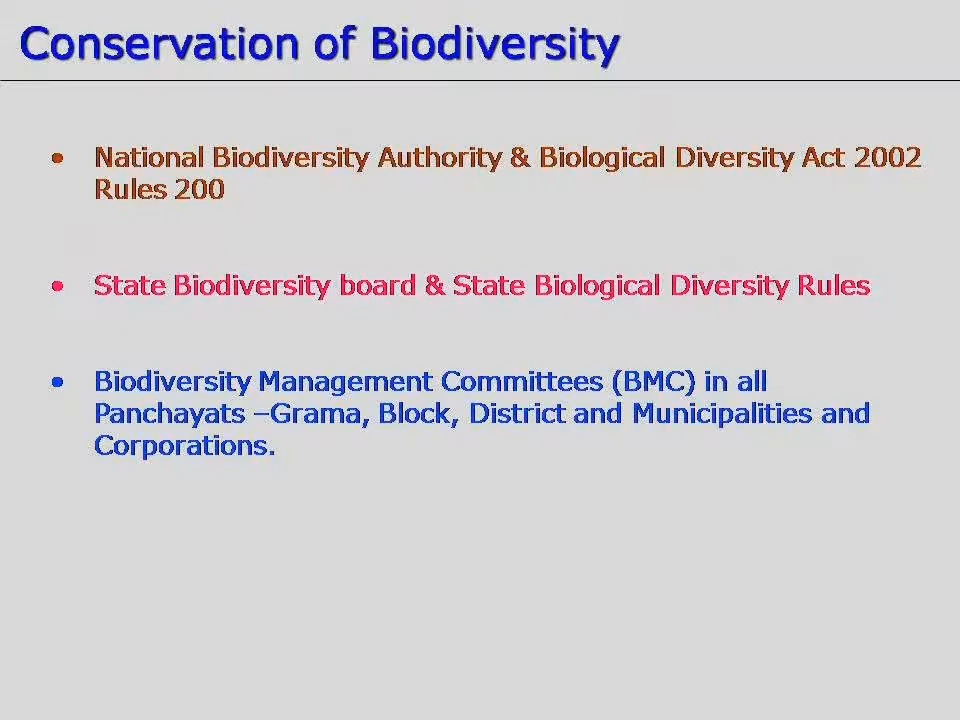 Conservation of Biodiversity
• National Biodiversity Authority & Biological Diversity Act 2002
Rules 200
• State Biodiversity board & State Biological Diversity Rules
• Biodiversity Management Committees (BMC) in all
Panchayats –Grama, Block, District and Municipalities and
Corporations.